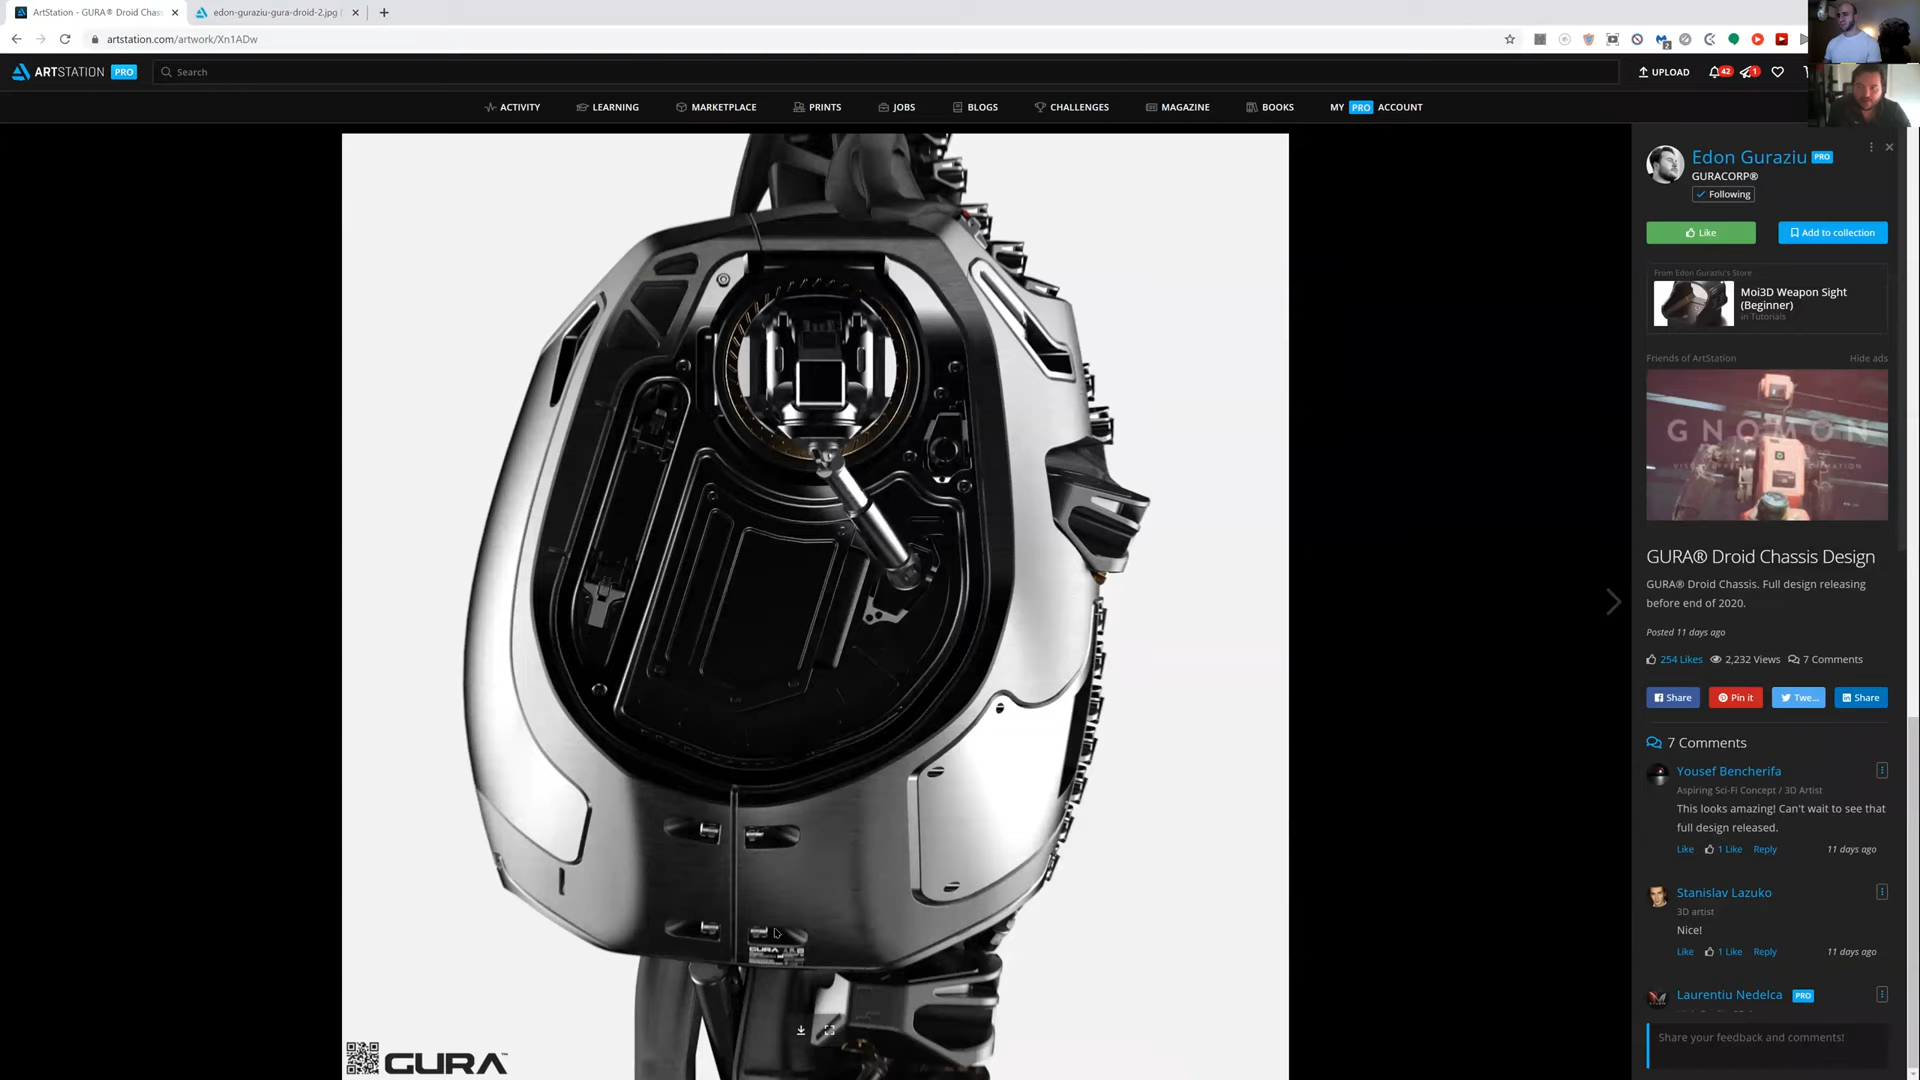 ArtStation - GURA® Droid Chass
edon-guraziu-gura-droid-2.jpg (
artstation.com/artwork/Xn1ADw
2
ARTSTATION PRO
Search
UPLOAD
42
1
ACTIVITY
LEARNING
MARKETPLACE
PRINTS
JOBS
BLOGS
CHALLENGES
MAGAZINE
BOOKS
MY PRO ACCOUNT
Edon Guraziu PRO
GURACORP®
Following
Like
Add to collection
From Edon Guraziu's Store
Moi3D Weapon Sight
(Beginner)
in Tutorials
Friends of ArtStation
Hide ads
GNOMON
GURA® Droid Chassis Design
GURA® Droid Chassis. Full design releasing
before end of 2020.
Posted 11 days ago
254 Likes
2,232 Views
7 Comments
Share
Pin it
Twe...
Share
7 Comments
Yousef Bencherifa
Aspiring Sci-Fi Concept / 3D Artist
This looks amazing! Can't wait to see that
full design released.
Like
1 Like
Reply
11 days ago
Stanislav Lazuko
3D artist
Nice!
Like
1 Like
Reply
11 days ago
Laurentiu Nedelca PRO
Share your feedback and comments!
GURA
GURA™